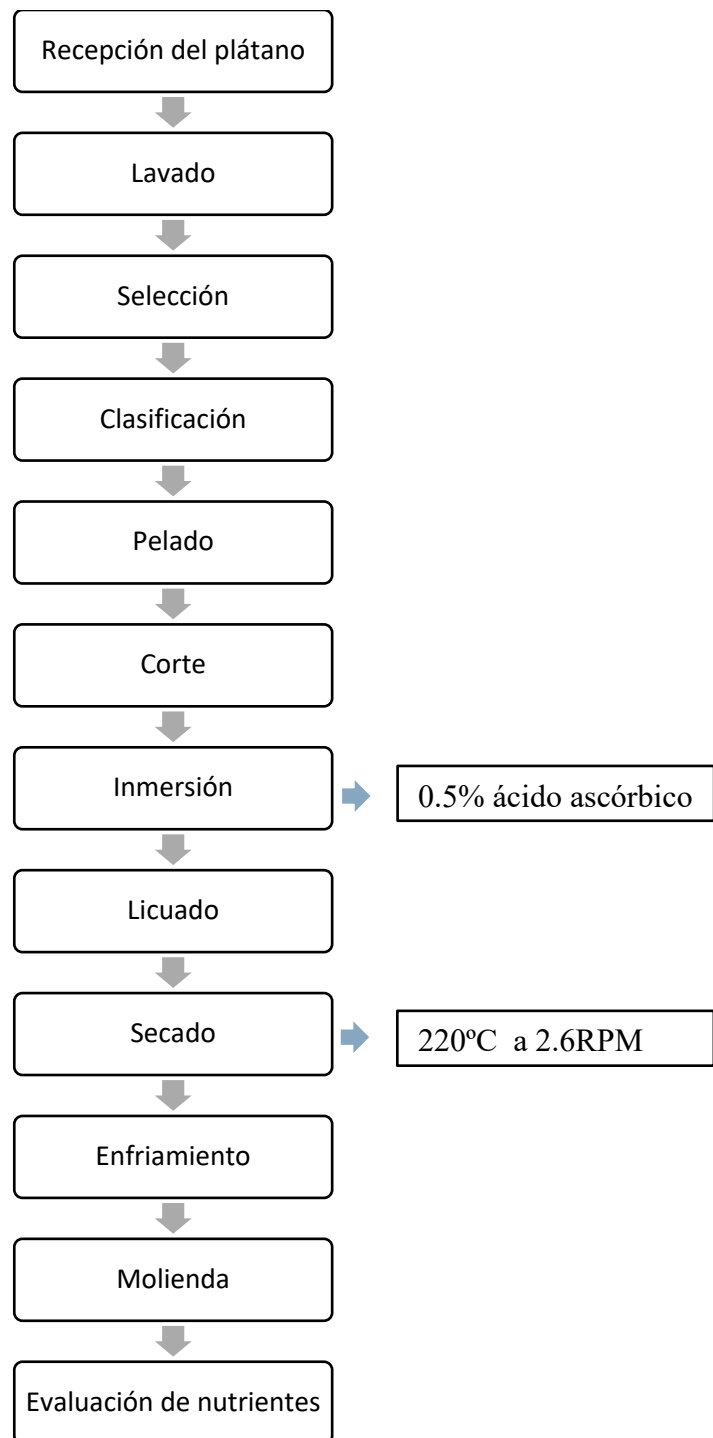 Recepción del plátano
Lavado
Selección
Clasificación
Pelado
Corte
Inmersión
0.5% ácido ascórbico
Licuado
Secado
220ºC a 2.6RPM
Enfriamiento
Molienda
Evaluación de nutrientes